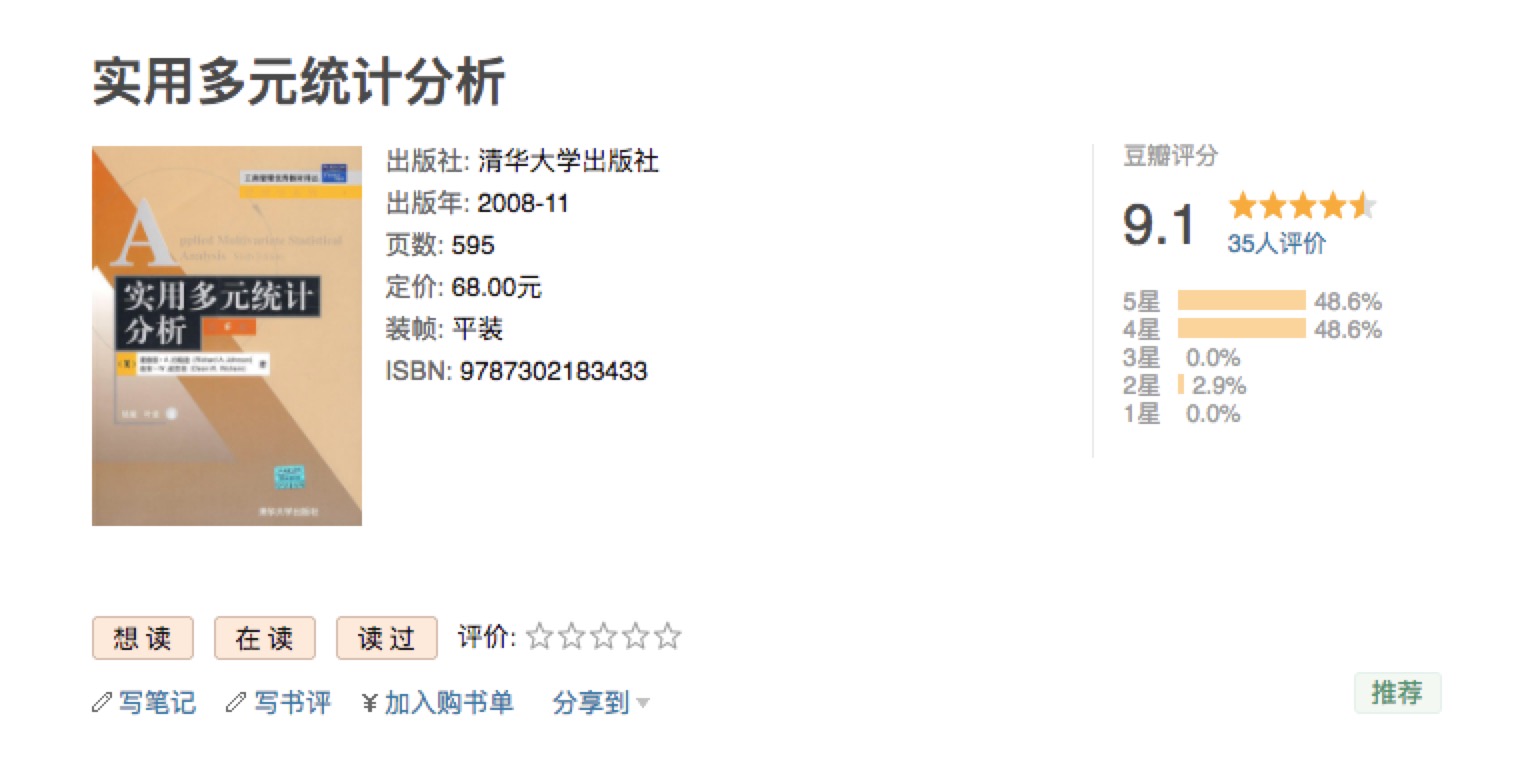 实用多元统计分析
工商管理优秀教材译丛
A
pplied Multivariate Statistical
Analysis
实用多元统计
分析
清华大学出版社
出版社: 清华大学出版社
出版年: 2008-11
页数: 595
定价: 68.00元
装帧: 平装
ISBN: 9787302183433
豆瓣评分
9.1
35人评价
5星 48.6%
4星 48.6%
3星 0.0%
2星 2.9%
1星 0.0%
想读 在读 读过 评价:
写笔记 写书评 ¥加入购书单 分享到
推荐